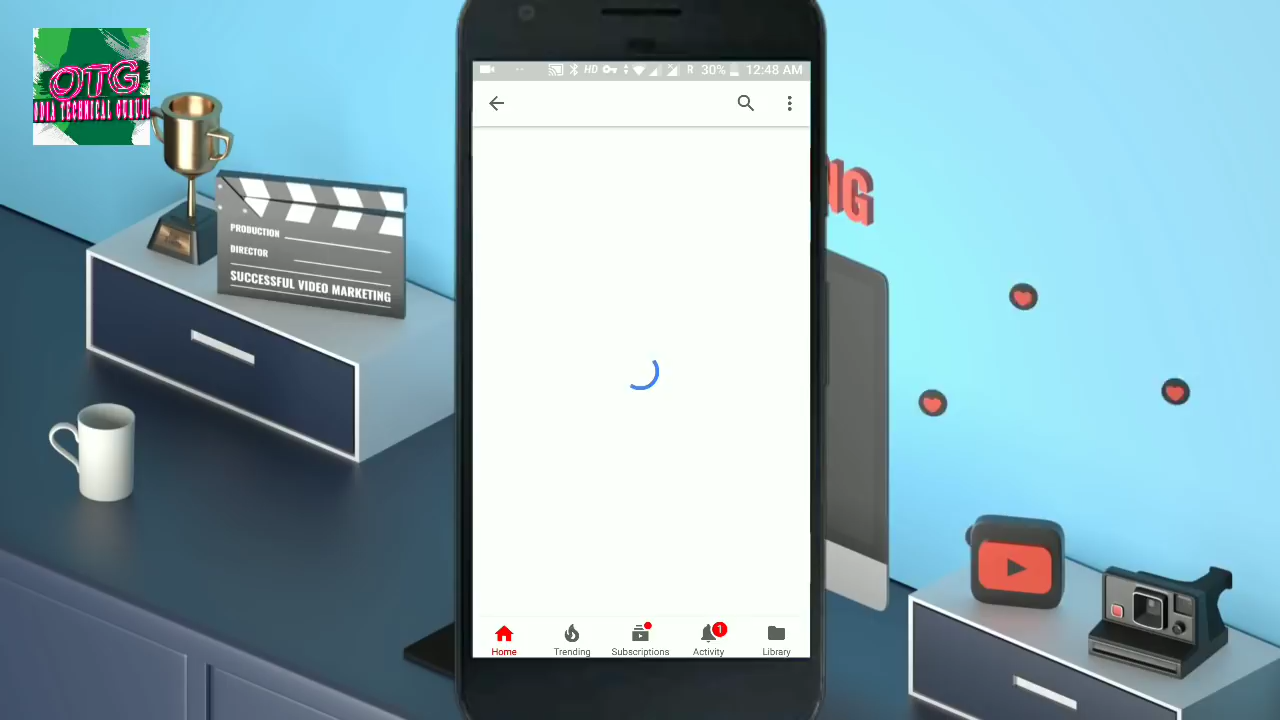 OTG
ODIA TECHNICAL GURUJI
HD R 30% 12:48 AM
NG
PRODUCTION
DIRECTOR
SUCCESSFUL VIDEO MARKETING
1
Home Trending Subscriptions Activity Library